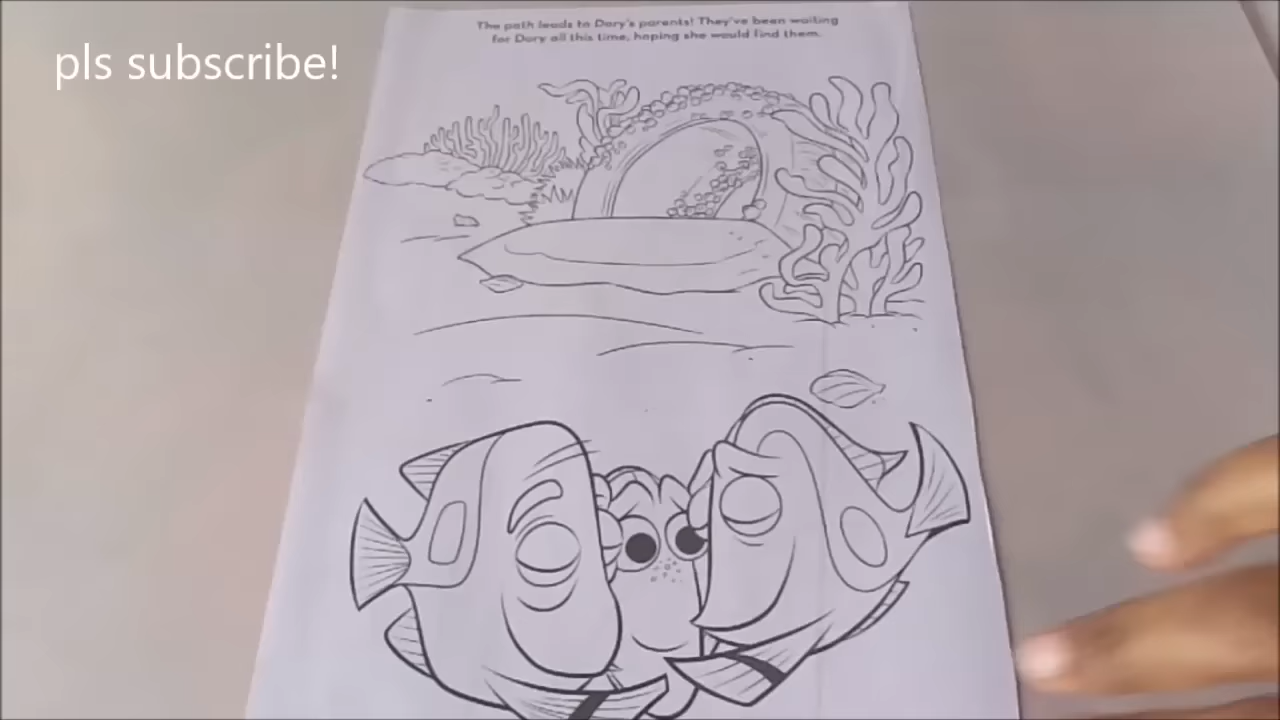 The path leads to Dory's parents! They've been waiting
for Dory all this time, hoping she would find them.
pls subscribe!